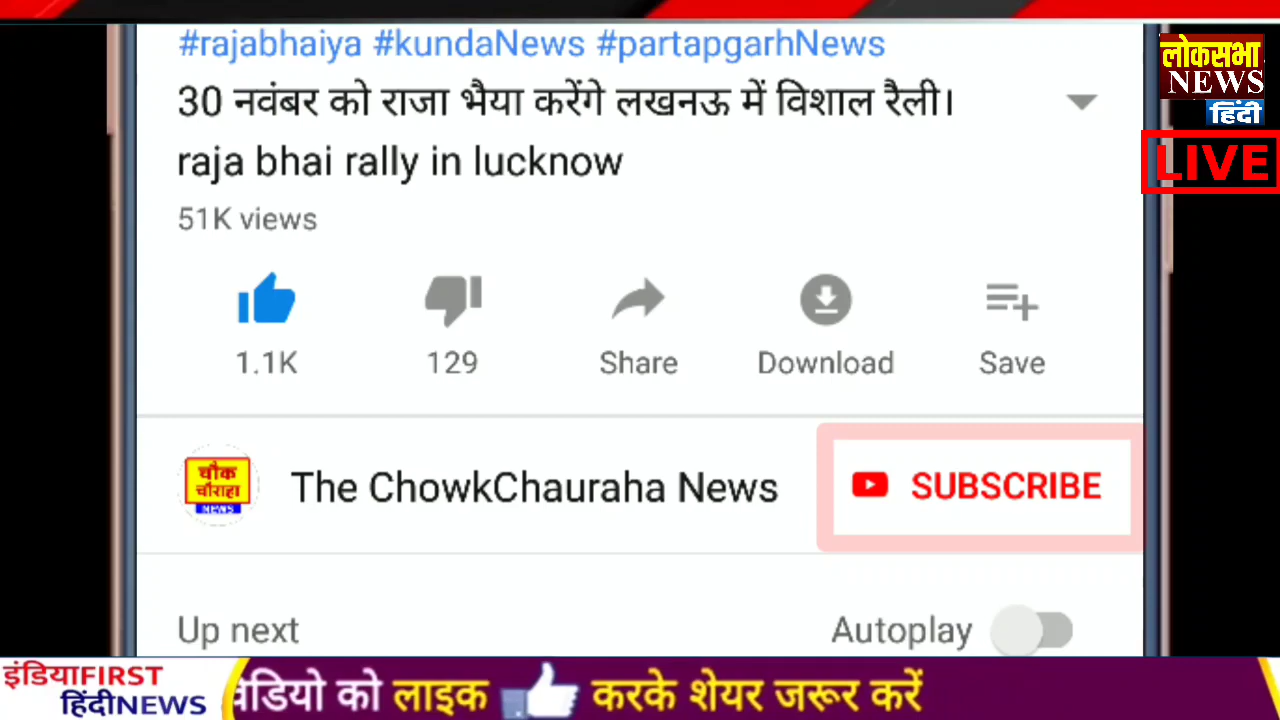 #rajabhaiya #kundaNews #partapgarhNews
लोकसभा
NEWS
हिंदी
30 नवंबर को राजा भैया करेंगे लखनऊ में विशाल रैली।
LIVE
raja bhai rally in lucknow
51K views
1.1K 129 Share Download Save
चौक
चौराहा
NEWS
The ChowkChauraha News
SUBSCRIBE
Up next Autoplay
इंडियाFIRST
हिंदीNEWS
को लाइक करके शेयर जरूर करें